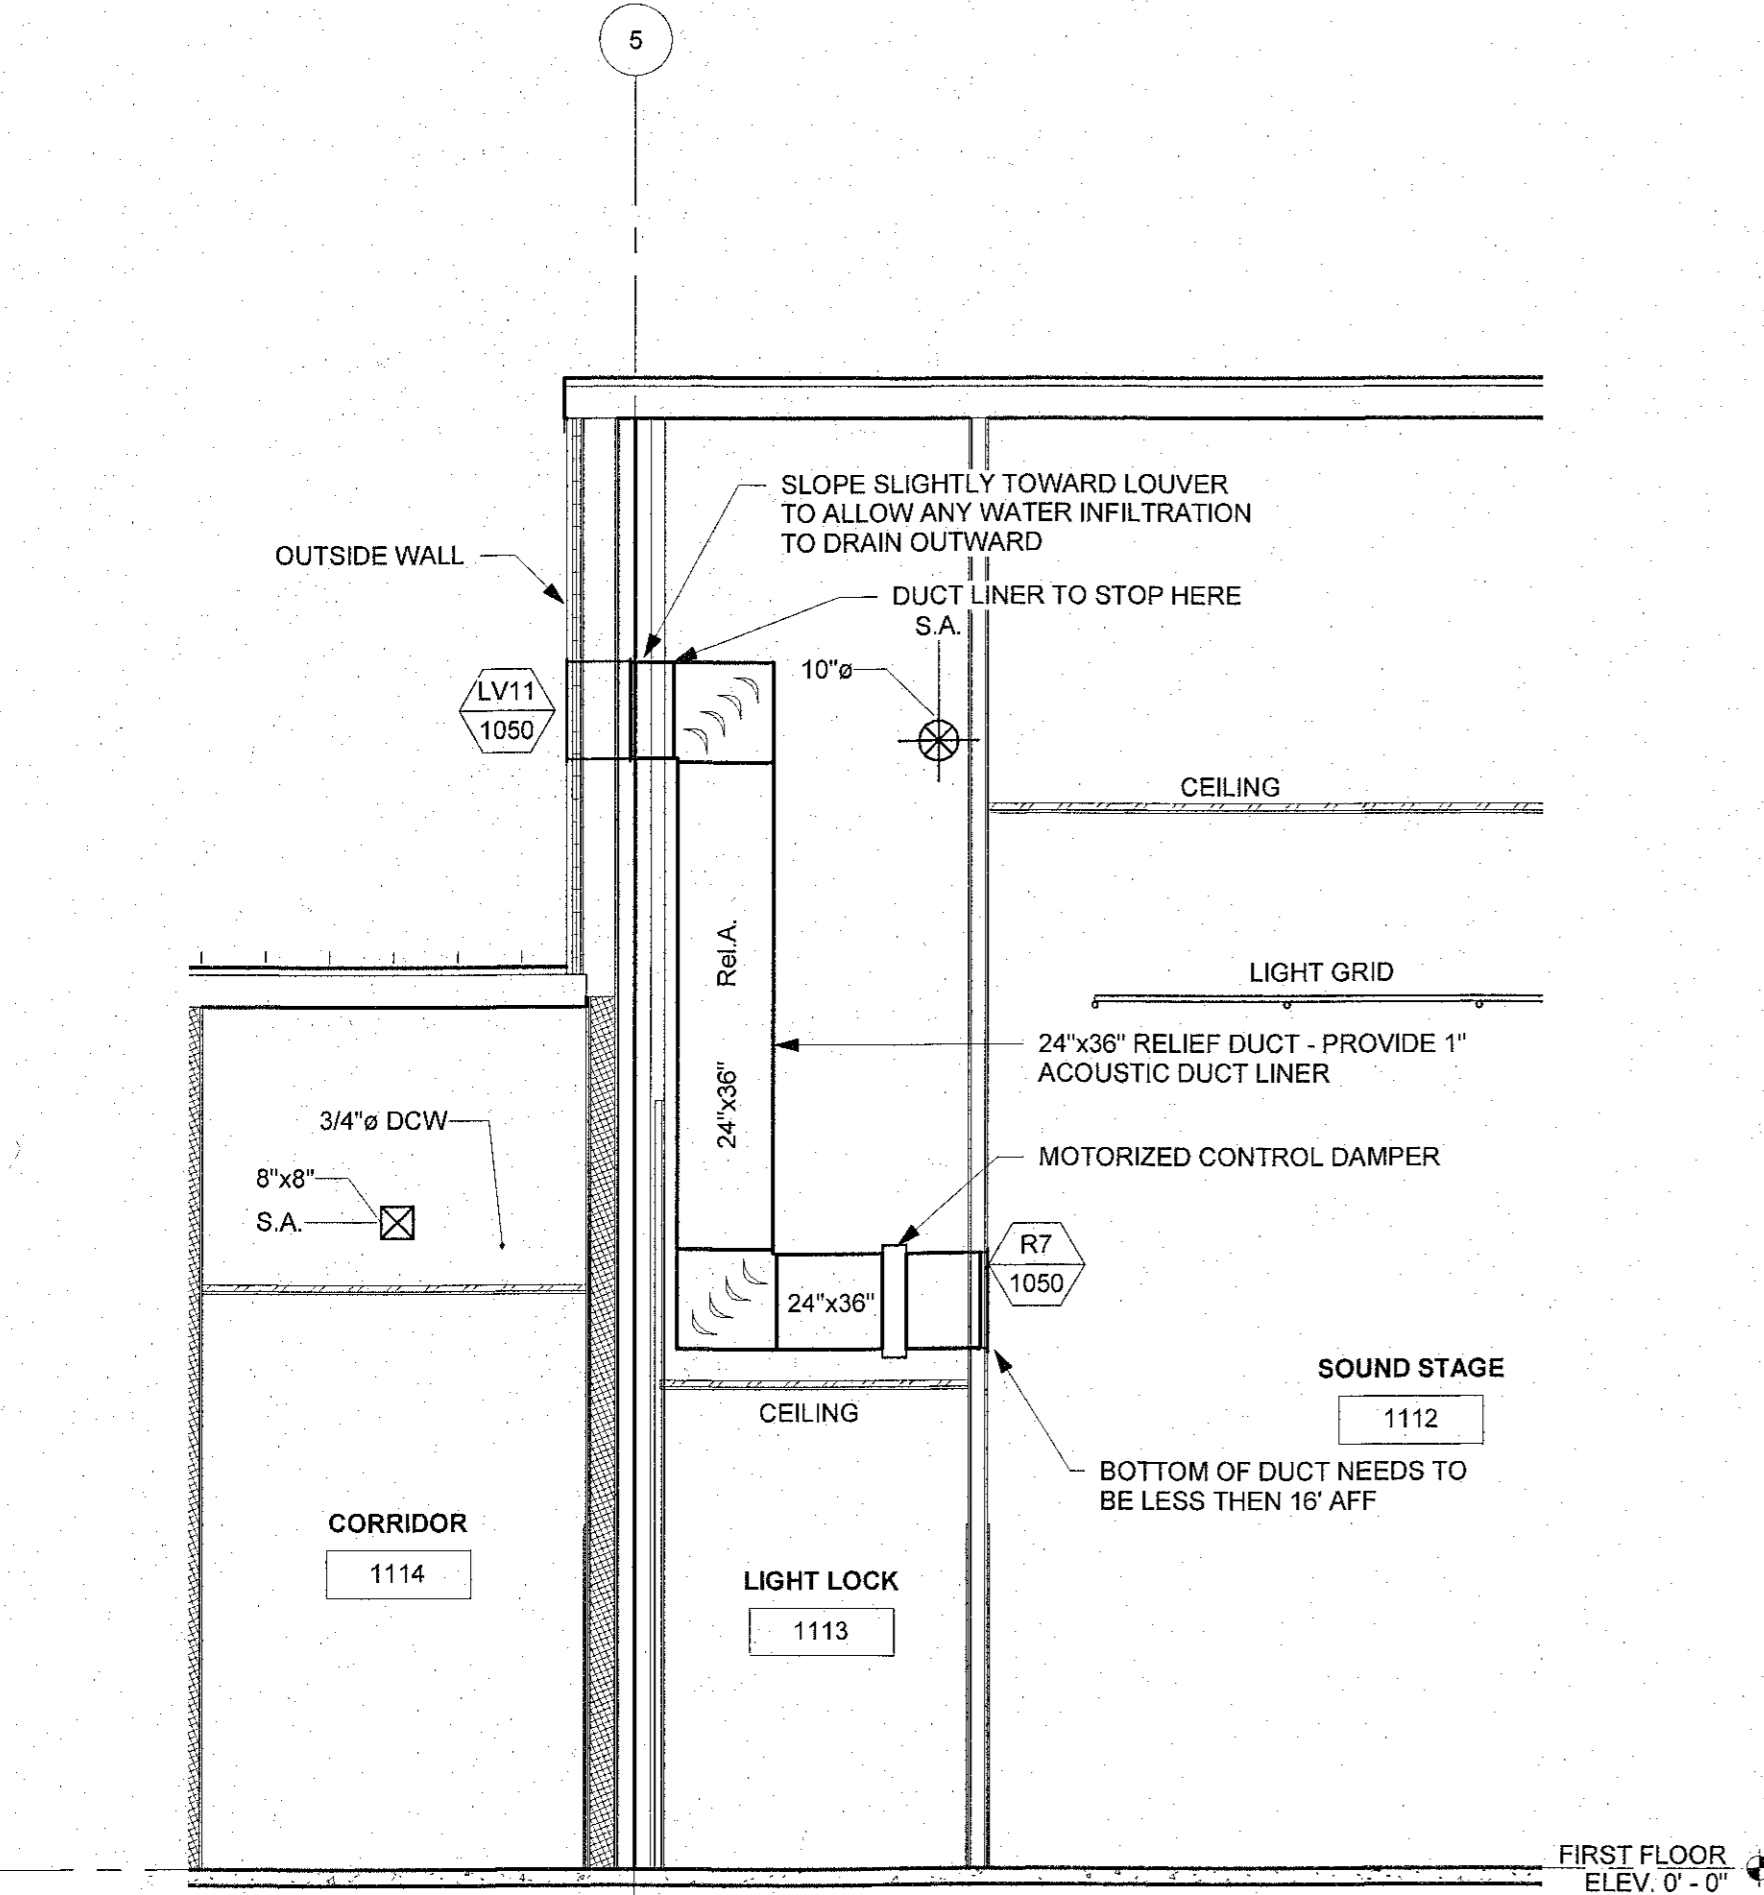 5
SLOPE SLIGHTLY TOWARD LOUVER
TO ALLOW ANY WATER INFILTRATION
TO DRAIN OUTWARD
OUTSIDE WALL
DUCT LINER TO STOP HERE
S.A.
10"ø
LV11
1050
CEILING
Rel.A.
24"x36"
LIGHT GRID
24"x36" RELIEF DUCT - PROVIDE 1"
ACOUSTIC DUCT LINER
3/4"ø DCW
MOTORIZED CONTROL DAMPER
8"x8"
S.A.
R7
1050
24"x36"
SOUND STAGE
1112
CEILING
BOTTOM OF DUCT NEEDS TO
BE LESS THEN 16' AFF
CORRIDOR
1114
LIGHT LOCK
1113
FIRST FLOOR
ELEV. 0' - 0"